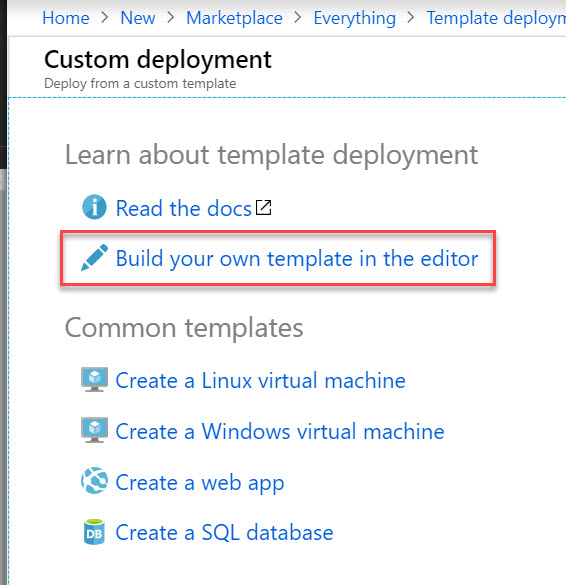 Home > New > Marketplace > Everything > Template deploym
Custom deployment
Deploy from a custom template
Learn about template deployment
Read the docs
Build your own template in the editor
Common templates
Create a Linux virtual machine
Create a Windows virtual machine
Create a web app
DB Create a SQL database